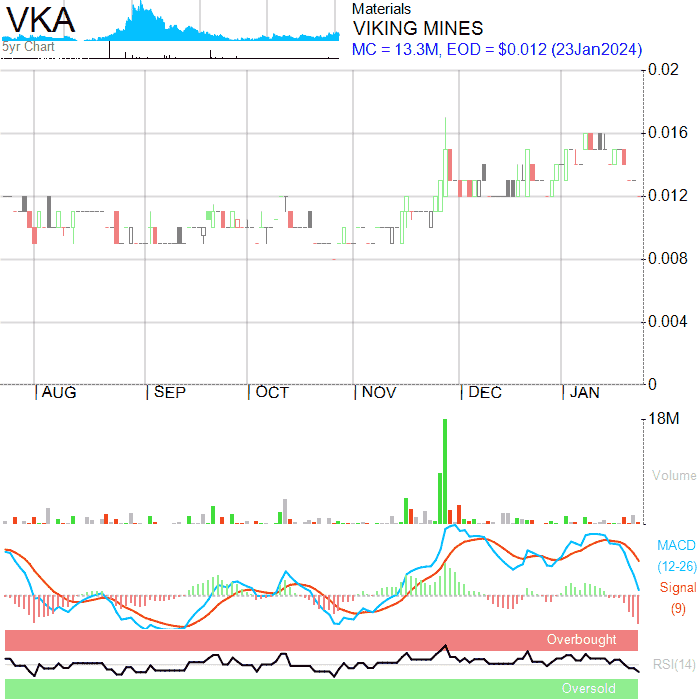 VKA
5yr Chart
Materials
VIKING MINES
MC = 13.3M, EOD = $0.012 (23Jan2024)
0.02
0.016
0.012
0.008
0.004
0
AUG
SEP
OCT
NOV
DEC
JAN
18M
Volume
MACD
(12-26)
Signal
(9)
Overbought
RSI(14)
Oversold